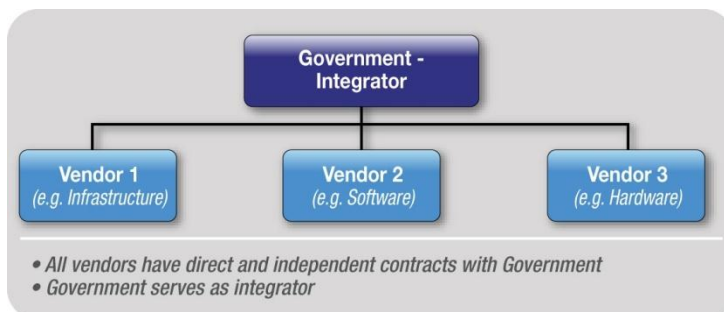 Government -
Integrator
Vendor 1
(e.g. Infrastructure)
Vendor 2
(e.g. Software)
Vendor 3
(e.g. Hardware)
• All vendors have direct and independent contracts with Government
• Government serves as integrator